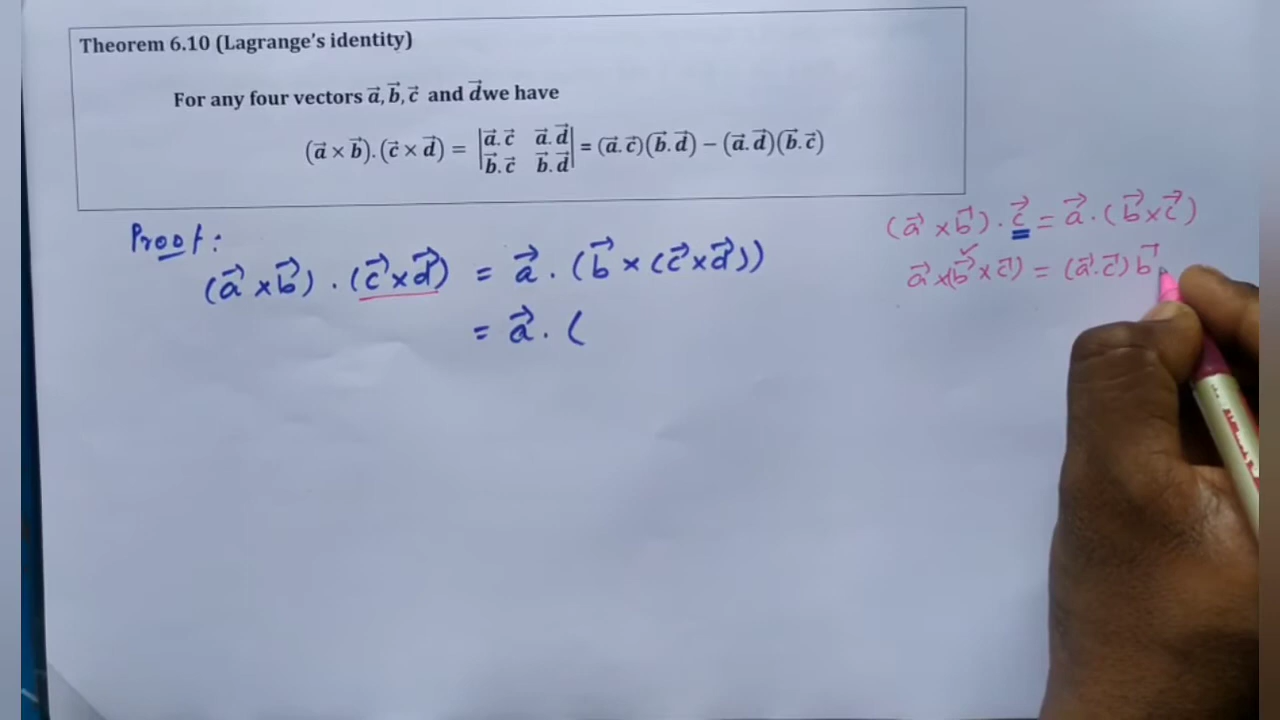 Theorem 6.10 (Lagrange's identity)
For any four vectors a⃗, b⃗, c⃗ and d⃗ we have
(a⃗ × b⃗).(c⃗ × d⃗) = |a⃗.c⃗ a⃗.d⃗| = (a⃗.c⃗)(b⃗.d⃗) − (a⃗.d⃗)(b⃗.c⃗)
|b⃗.c⃗ b⃗.d⃗|
(a⃗ × b⃗) . c⃗ = a⃗ . (b⃗ × c⃗)
a⃗ × (b⃗ × c⃗) = (a⃗.c⃗) b⃗
Proof:
(a⃗ × b⃗) . (c⃗ × d⃗) = a⃗ . (b⃗ × (c⃗ × d⃗))
= a⃗ . (